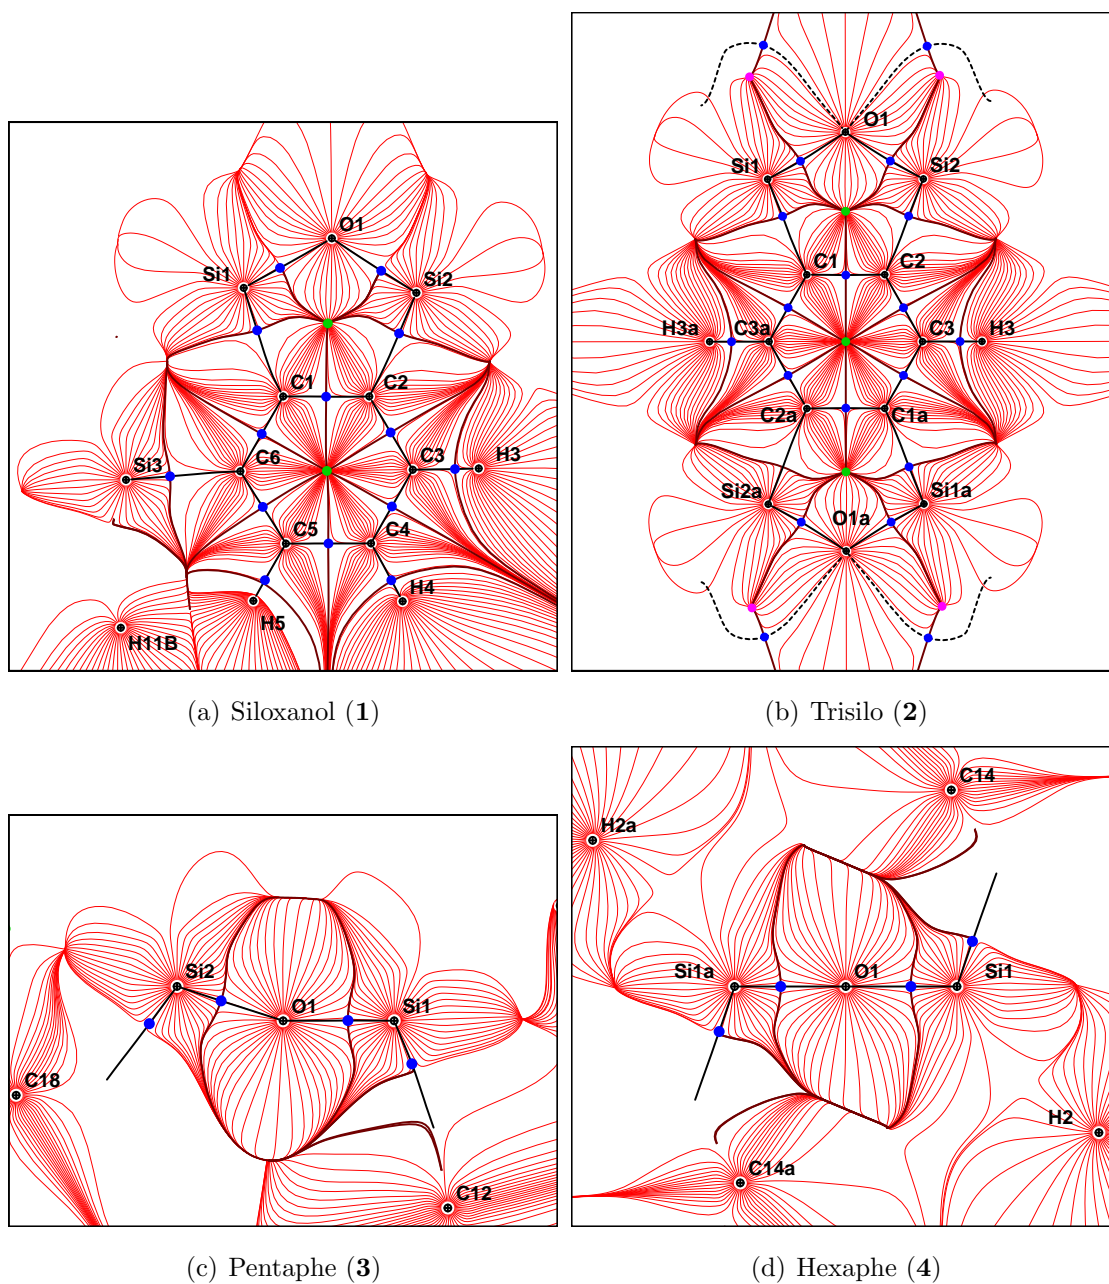 O1
Si1
Si2
C1
C2
Si3
C6
C3
H3
C5
C4
H5
H4
H11B
(a) Siloxanol (1)
O1
Si1
Si2
C1
C2
H3a
C3a
C3
H3
C2a
C1a
Si2a
O1a
Si1a
(b) Trisilo (2)
Si2
O1
Si1
C18
C12
(c) Pentaphe (3)
C14
H2a
Si1a
O1
Si1
H2
C14a
(d) Hexaphe (4)